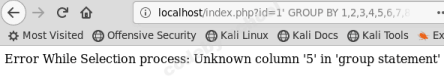 localhost/index.php?id=1' GROUP BY 1,2,3,4,5,6,7,8
Most Visited Offensive Security Kali Linux Kali Docs Kali Tools Ex
Error While Selection process: Unknown column '5' in 'group statement'